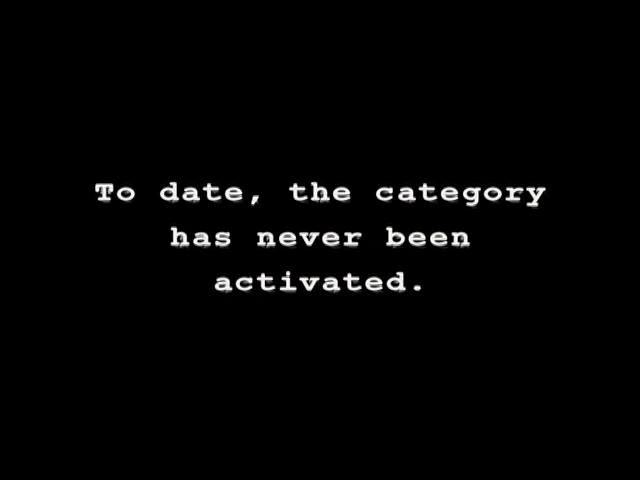 To date, the category
has never been
activated.